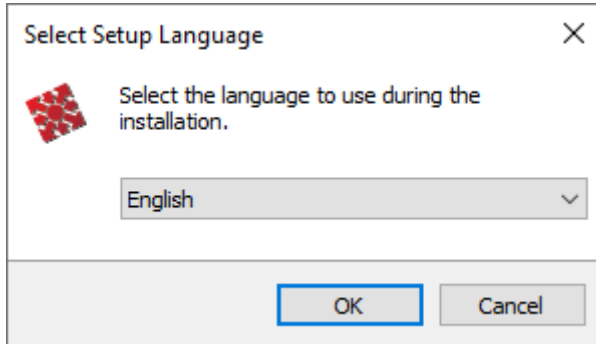 Select Setup Language
Select the language to use during the
installation.
English
OK
Cancel